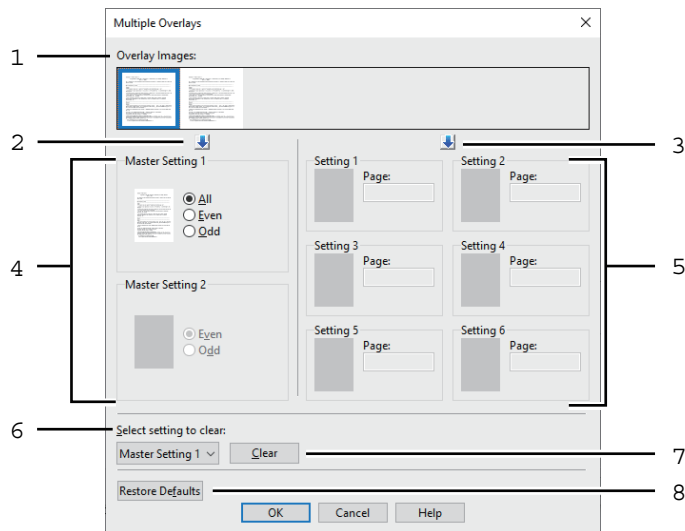 Multiple Overlays
1
Overlay Images:
2
3
Master Setting 1
All
Even
Odd
Setting 1
Page:
Setting 2
Page:
4
5
Setting 3
Page:
Setting 4
Page:
Master Setting 2
Even
Odd
Setting 5
Page:
Setting 6
Page:
6
Select setting to clear:
Master Setting 1
Clear
7
Restore Defaults
8
OK Cancel Help